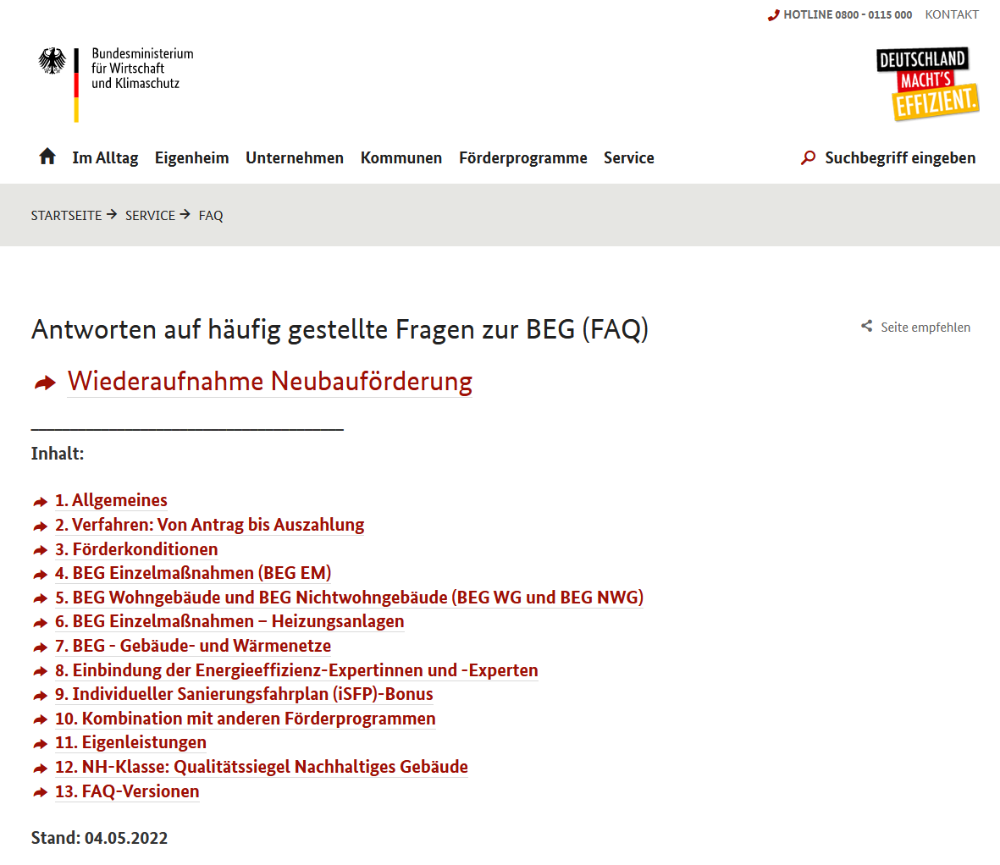 HOTLINE 0800 - 0115 000 KONTAKT
Bundesministerium
für Wirtschaft
und Klimaschutz
DEUTSCHLAND
MACHT'S
EFFIZIENT.
Im Alltag Eigenheim Unternehmen Kommunen Förderprogramme Service Suchbegriff eingeben
STARTSEITE SERVICE FAQ
Antworten auf häufig gestellte Fragen zur BEG (FAQ)
Seite empfehlen
Wiederaufnahme Neubauförderung
Inhalt:
1. Allgemeines
2. Verfahren: Von Antrag bis Auszahlung
3. Förderkonditionen
4. BEG Einzelmaßnahmen (BEG EM)
5. BEG Wohngebäude und BEG Nichtwohngebäude (BEG WG und BEG NWG)
6. BEG Einzelmaßnahmen – Heizungsanlagen
7. BEG - Gebäude- und Wärmenetze
8. Einbindung der Energieeffizienz-Expertinnen und -Experten
9. Individueller Sanierungsfahrplan (iSFP)-Bonus
10. Kombination mit anderen Förderprogrammen
11. Eigenleistungen
12. NH-Klasse: Qualitätssiegel Nachhaltiges Gebäude
13. FAQ-Versionen
Stand: 04.05.2022